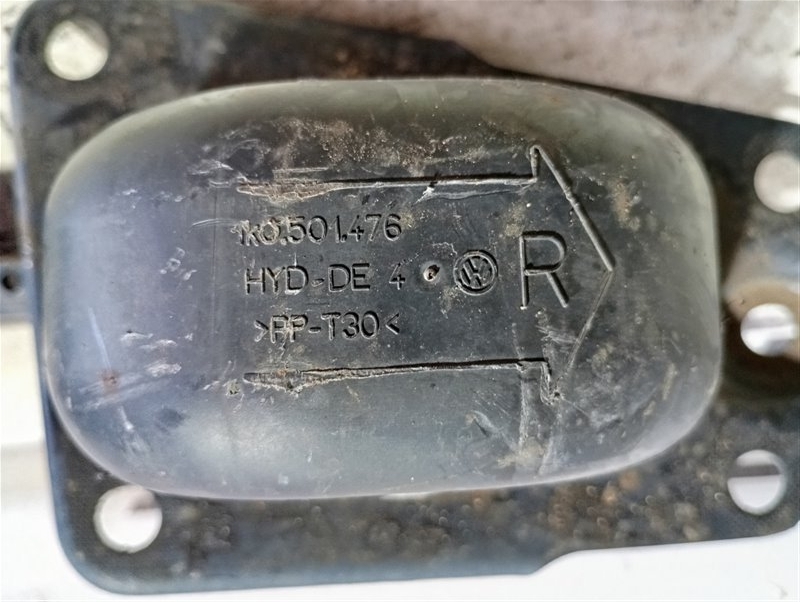 1K0.501.476
HYD-DE 4
R
>PP-T30<